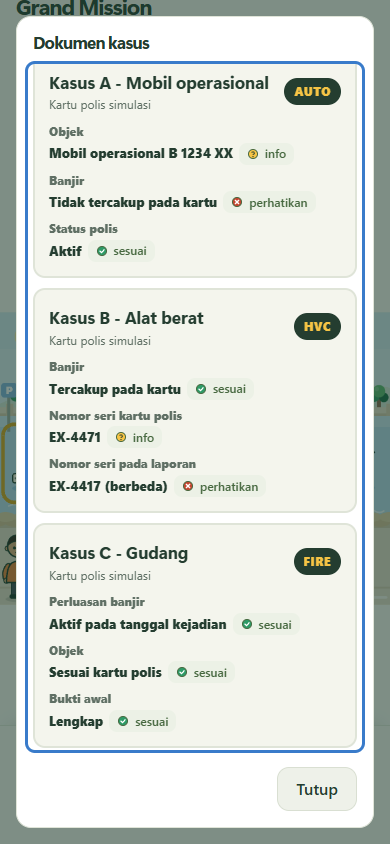 Grand Mission
Dokumen kasus
Kasus A - Mobil operasional
AUTO
Kartu polis simulasi
Objek
Mobil operasional B 1234 XX
info
Banjir
Tidak tercakup pada kartu
perhatikan
Status polis
Aktif
sesuai
Kasus B - Alat berat
HVC
Kartu polis simulasi
Banjir
Tercakup pada kartu
sesuai
Nomor seri kartu polis
EX-4471
info
Nomor seri pada laporan
EX-4417 (berbeda)
perhatikan
Kasus C - Gudang
FIRE
Kartu polis simulasi
Perluasan banjir
Aktif pada tanggal kejadian
sesuai
Objek
Sesuai kartu polis
sesuai
Bukti awal
Lengkap
sesuai
Tutup
P